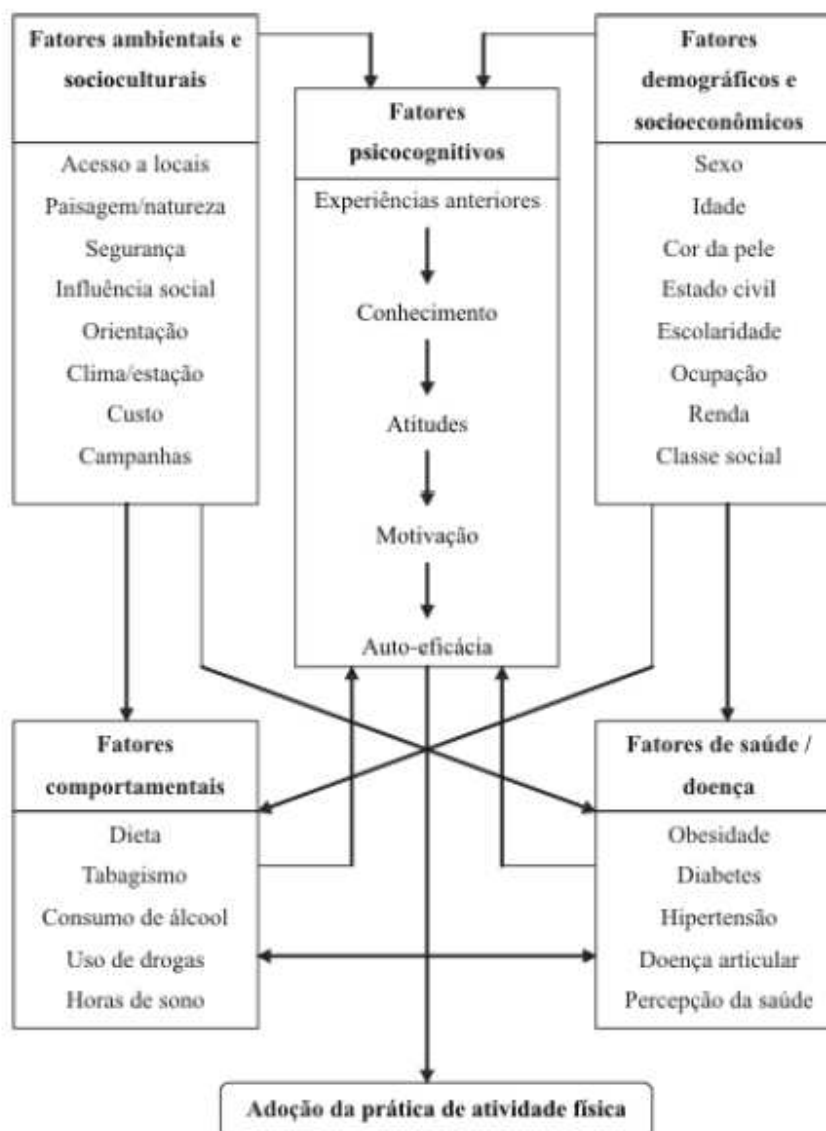 Fatores ambientais e
socioculturais
Acesso a locais
Paisagem/natureza
Segurança
Influência social
Orientação
Clima/estação
Custo
Campanhas
Fatores
psicocognitivos
Experiências anteriores
Conhecimento
Atitudes
Motivação
Auto-eficácia
Fatores
demográficos e
socioeconômicos
Sexo
Idade
Cor da pele
Estado civil
Escolaridade
Ocupação
Renda
Classe social
Fatores
comportamentais
Dieta
Tabagismo
Consumo de álcool
Uso de drogas
Horas de sono
Fatores de saúde /
doença
Obesidade
Diabetes
Hipertensão
Doença articular
Percepção da saúde
Adoção da prática de atividade física